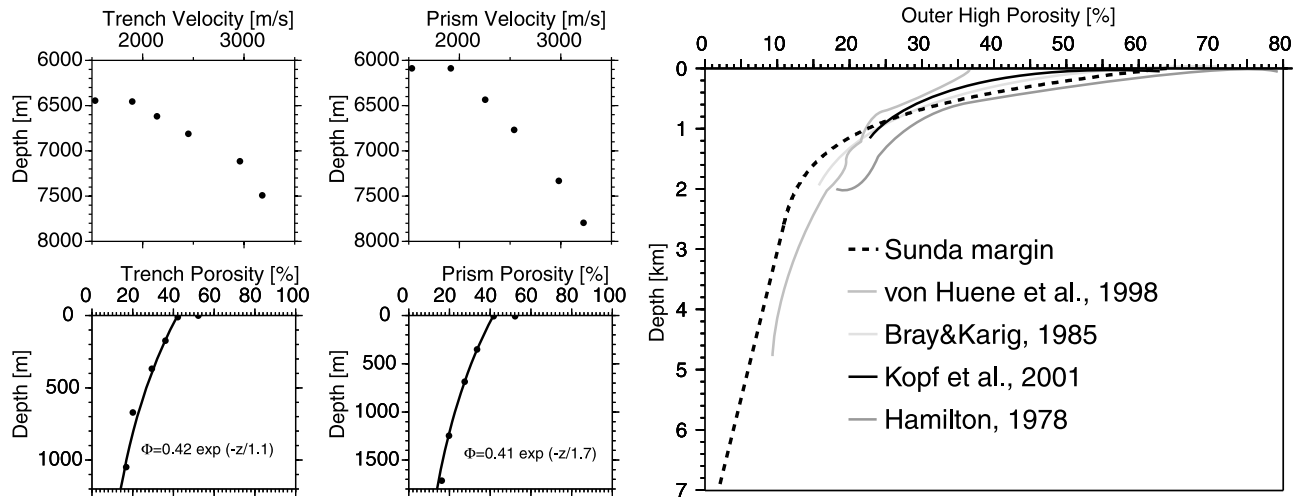 Trench Velocity [m/s]
2000 3000
Depth [m]
6000
6500
7000
7500
8000
Prism Velocity [m/s]
2000 3000
Depth [m]
6000
6500
7000
7500
8000
Trench Porosity [%]
0 20 40 60 80 100
Depth [m]
0
500
1000
Φ=0.42 exp (-z/1.1)
Prism Porosity [%]
0 20 40 60 80 100
Depth [m]
0
500
1000
1500
Φ=0.41 exp (-z/1.7)
Outer High Porosity [%]
0 10 20 30 40 50 60 70 80
Depth [km]
0
1
2
3
4
5
6
7
Sunda margin
von Huene et al., 1998
Bray&Karig, 1985
Kopf et al., 2001
Hamilton, 1978